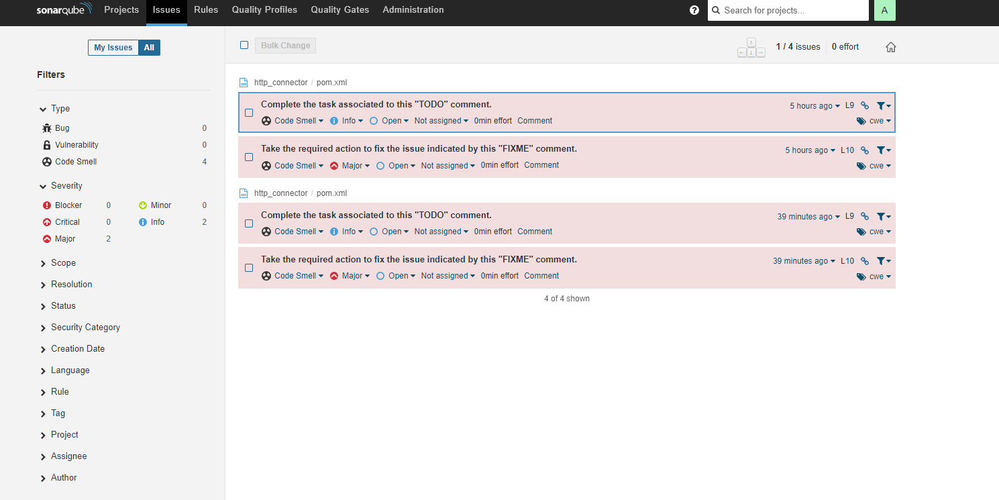 sonarqube Projects Issues Rules Quality Profiles Quality Gates Administration ? Search for projects... A
My Issues All
Bulk Change
1 / 4 issues 0 effort
Filters
Type
Bug 0
Vulnerability 0
Code Smell 4
Severity
Blocker 0 Minor 0
Critical 0 Info 2
Major 2
Scope
Resolution
Status
Security Category
Creation Date
Language
Rule
Tag
Project
Assignee
Author
http_connector / pom.xml
Complete the task associated to this "TODO" comment. 5 hours ago L9
Code Smell Info Open Not assigned 0min effort Comment cwe
Take the required action to fix the issue indicated by this "FIXME" comment. 5 hours ago L10
Code Smell Major Open Not assigned 0min effort Comment cwe
http_connector / pom.xml
Complete the task associated to this "TODO" comment. 39 minutes ago L9
Code Smell Info Open Not assigned 0min effort Comment cwe
Take the required action to fix the issue indicated by this "FIXME" comment. 39 minutes ago L10
Code Smell Major Open Not assigned 0min effort Comment cwe
4 of 4 shown